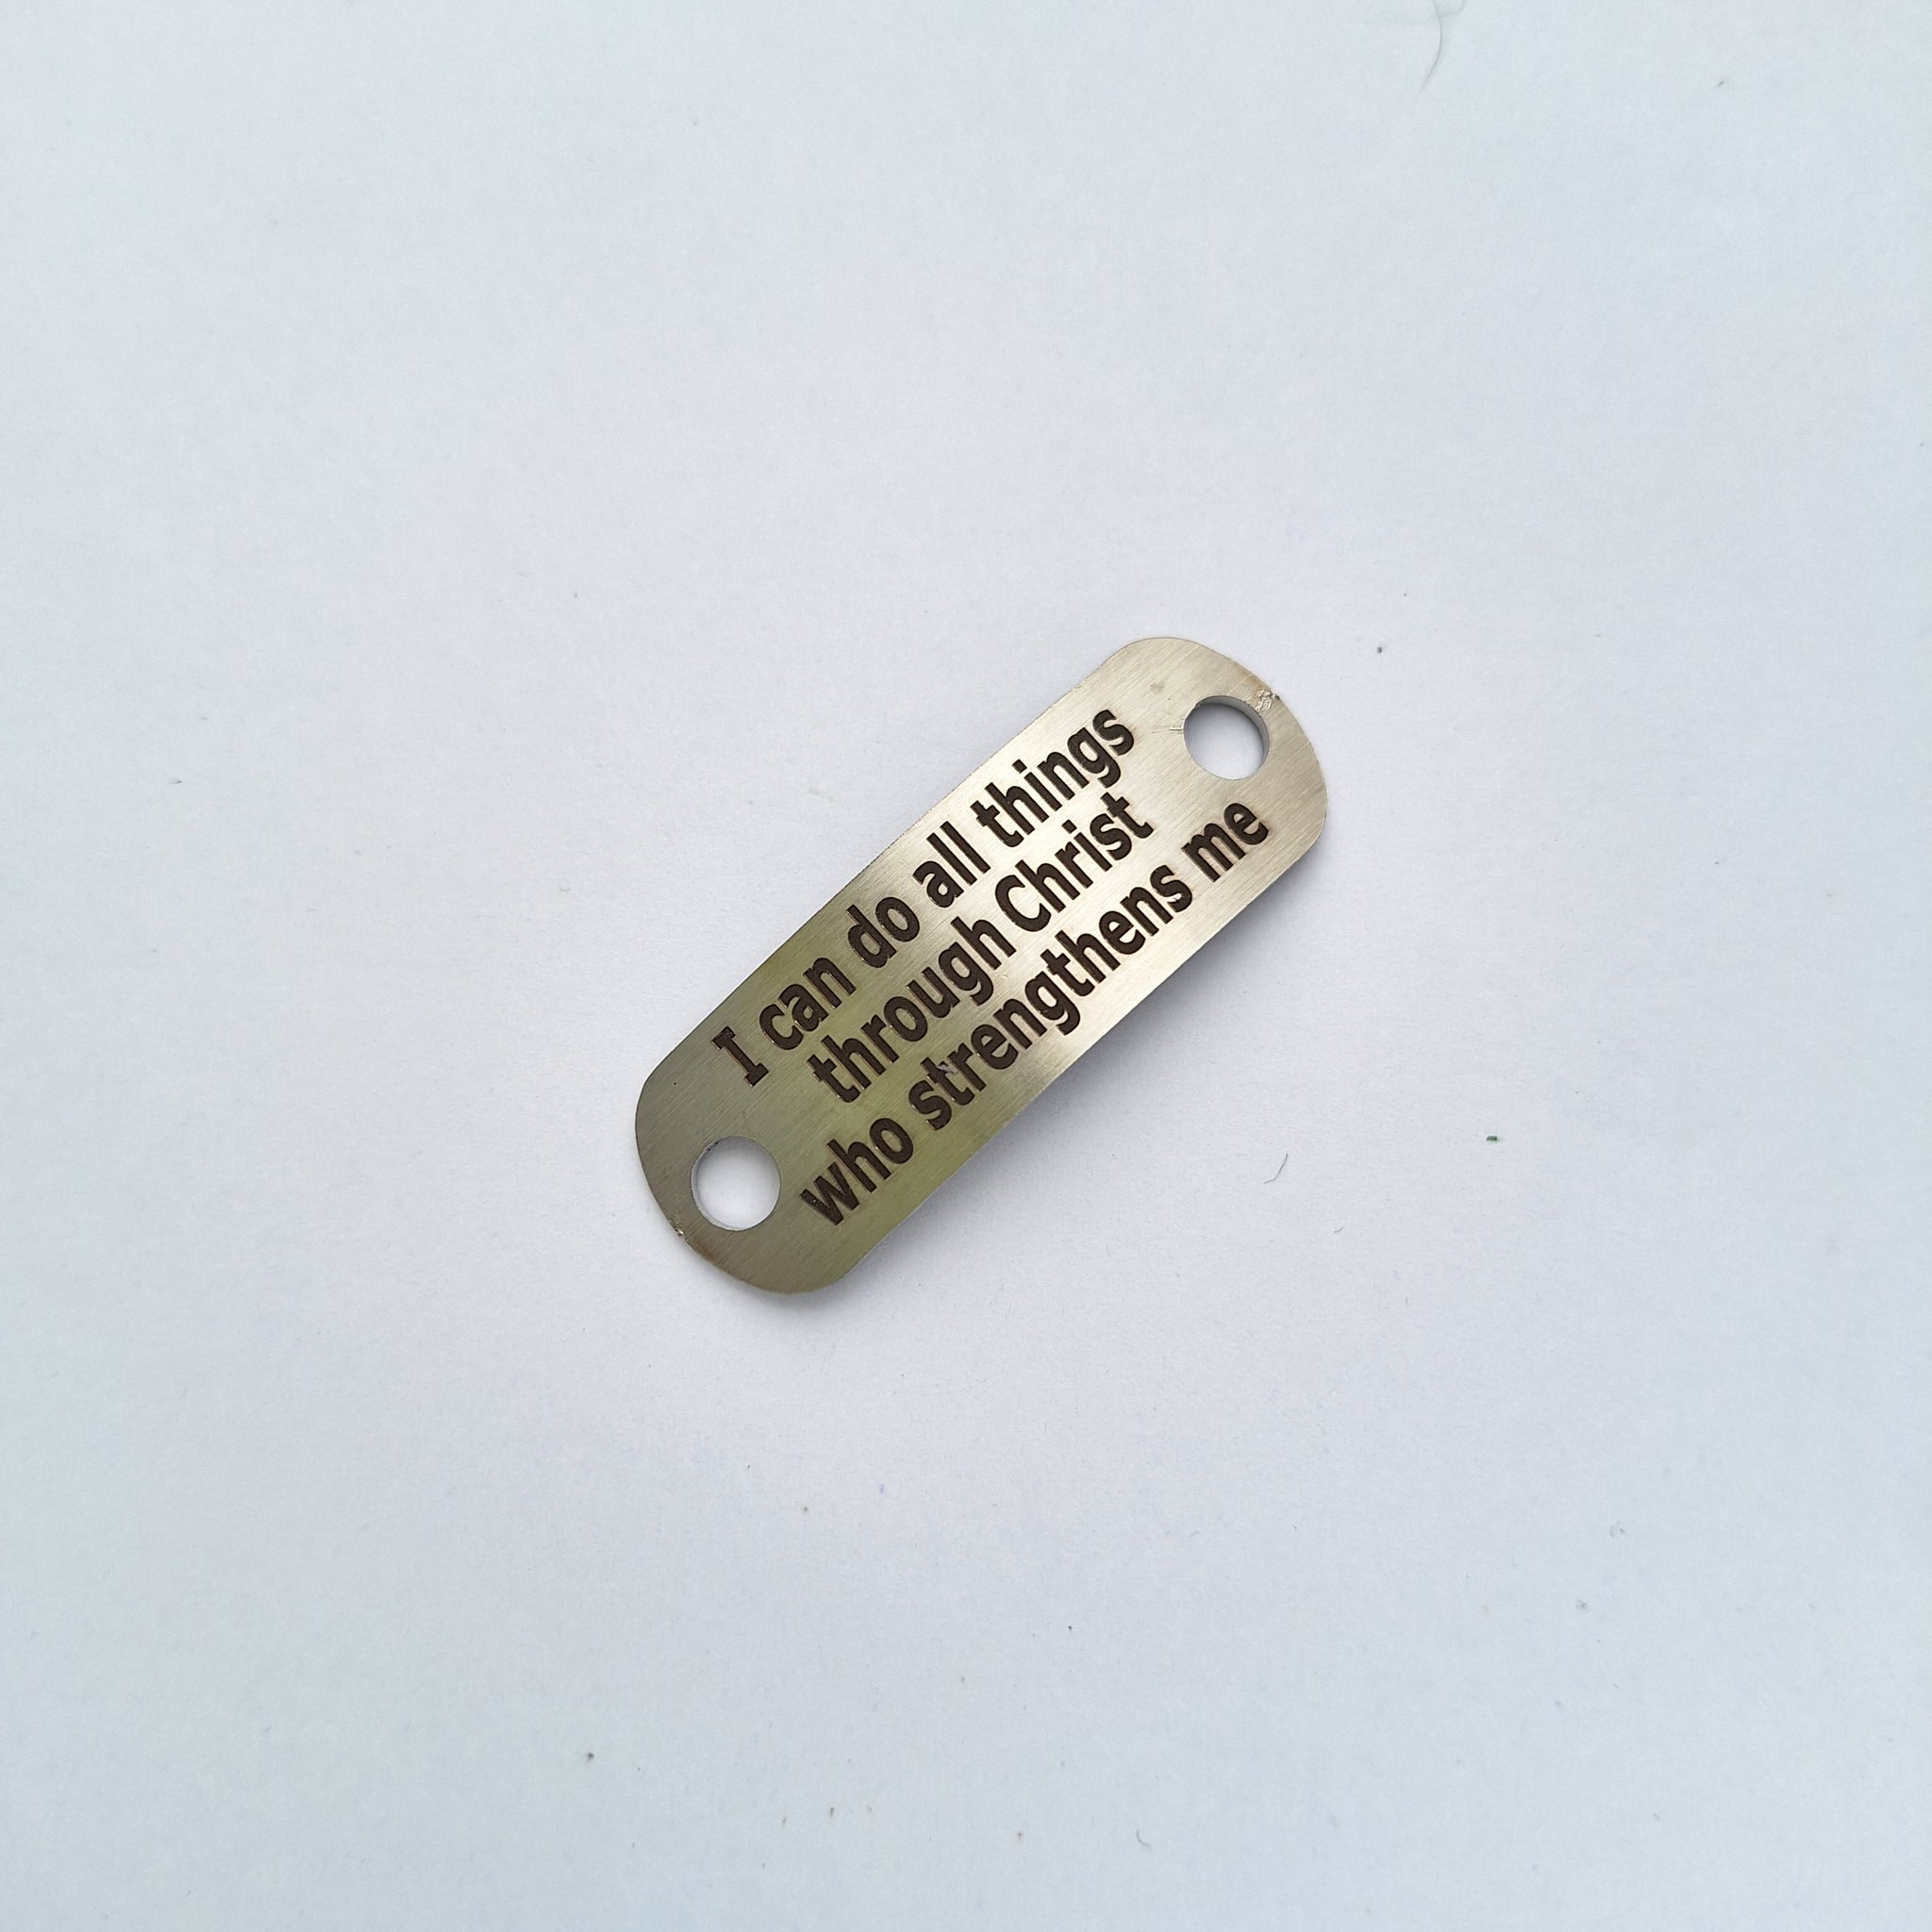 I can do all things
through Christ
who strengthens me